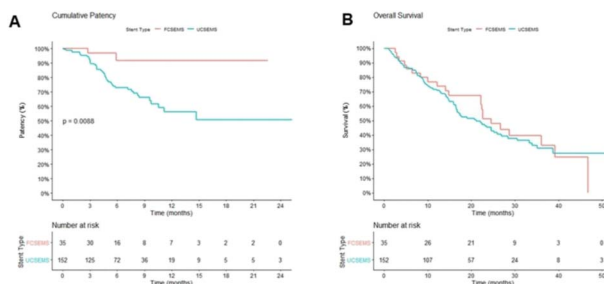 A
Cumulative Patency
Stent Type FCSEMS UCSEMS
100%
90%
80%
70%
60%
50%
40%
30%
20%
10%
0%
Patency (%)
p = 0.0088
0 3 6 9 12 15 18 21 24
Time (months)
Number at risk
Stent Type
FCSEMS 35 30 16 8 7 3 2 2 0
UCSEMS 152 125 72 36 19 9 5 5 3
0 3 6 9 12 15 18 21 24
Time (months)
B
Overall Survival
Stent Type FCSEMS UCSEMS
100%
90%
80%
70%
60%
50%
40%
30%
20%
10%
0%
Survival (%)
0 10 20 30 40 50
Time (months)
Number at risk
Stent Type
FCSEMS 35 26 21 9 3 0
UCSEMS 152 107 57 24 8 3
0 10 20 30 40 50
Time (months)